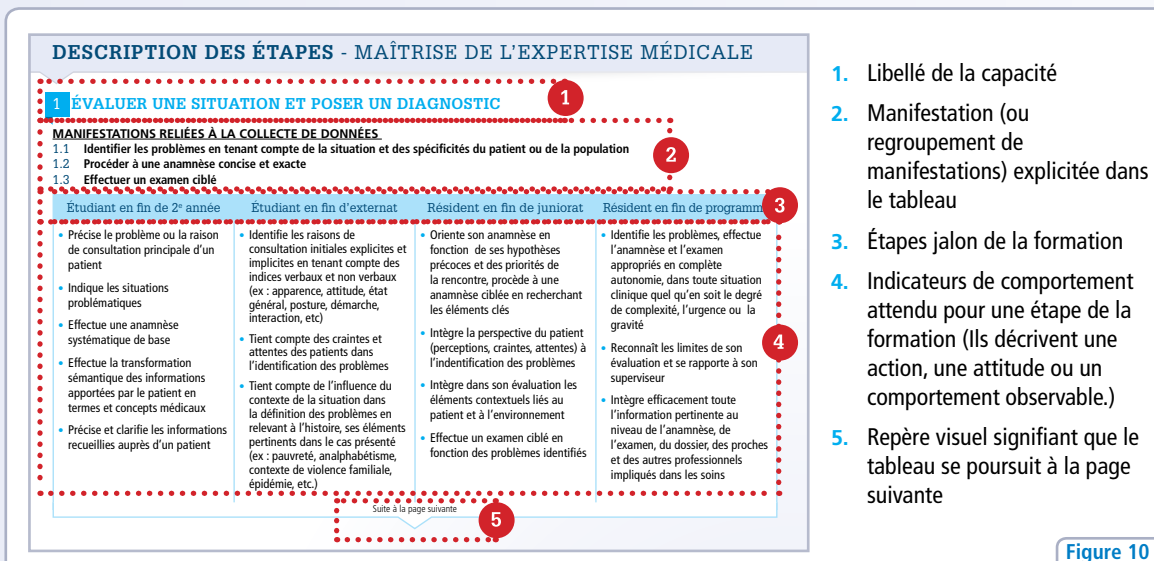 DESCRIPTION DES ÉTAPES - MAÎTRISE DE L'EXPERTISE MÉDICALE
1 ÉVALUER UNE SITUATION ET POSER UN DIAGNOSTIC
1
MANIFESTATIONS RELIÉES À LA COLLECTE DE DONNÉES
1.1 Identifier les problèmes en tenant compte de la situation et des spécificités du patient ou de la population
1.2 Procéder à une anamnèse concise et exacte
1.3 Effectuer un examen ciblé
2
Étudiant en fin de 2e année
• Précise le problème ou la raison
de consultation principale d'un
patient
• Indique les situations
problématiques
• Effectue une anamnèse
systématique de base
• Effectue la transformation
sémantique des informations
apportées par le patient en
termes et concepts médicaux
• Précise et clarifie les informations
recueillies auprès d'un patient
Étudiant en fin d'externat
• Identifie les raisons de
consultation initiales explicites et
implicites en tenant compte des
indices verbaux et non verbaux
(ex : apparence, attitude, état
général, posture, démarche,
interaction, etc)
• Tient compte des craintes et
attentes des patients dans
l'identification des problèmes
• Tient compte de l'influence du
contexte de la situation dans
la définition des problèmes en
relevant à l'histoire, ses éléments
pertinents dans le cas présenté
(ex : pauvreté, analphabétisme,
contexte de violence familiale,
épidémie, etc.)
Résident en fin de juniorat
• Oriente son anamnèse en
fonction de ses hypothèses
précoces et des priorités de
la rencontre, procède à une
anamnèse ciblée en recherchant
les éléments clés
• Intègre la perspective du patient
(perceptions, craintes, attentes) à
l'indentification des problèmes
• Intègre dans son évaluation les
éléments contextuels liés au
patient et à l'environnement
• Effectue un examen ciblé en
fonction des problèmes identifiés
Résident en fin de programm
3
• Identifie les problèmes, effectue
l'anamnèse et l'examen
appropriés en complète
autonomie, dans toute situation
clinique quel qu'en soit le degré
de complexité, l'urgence ou la
gravité
• Reconnaît les limites de son
évaluation et se rapporte à son
superviseur
• Intègre efficacement toute
l'information pertinente au
niveau de l'anamnèse, de
l'examen, du dossier, des proches
et des autres professionnels
impliqués dans les soins
4
Suite à la page suivante
5
1. Libellé de la capacité
2. Manifestation (ou
regroupement de
manifestations) explicitée dans
le tableau
3. Étapes jalon de la formation
4. Indicateurs de comportement
attendu pour une étape de la
formation (Ils décrivent une
action, une attitude ou un
comportement observable.)
5. Repère visuel signifiant que le
tableau se poursuit à la page
suivante
Figure 10